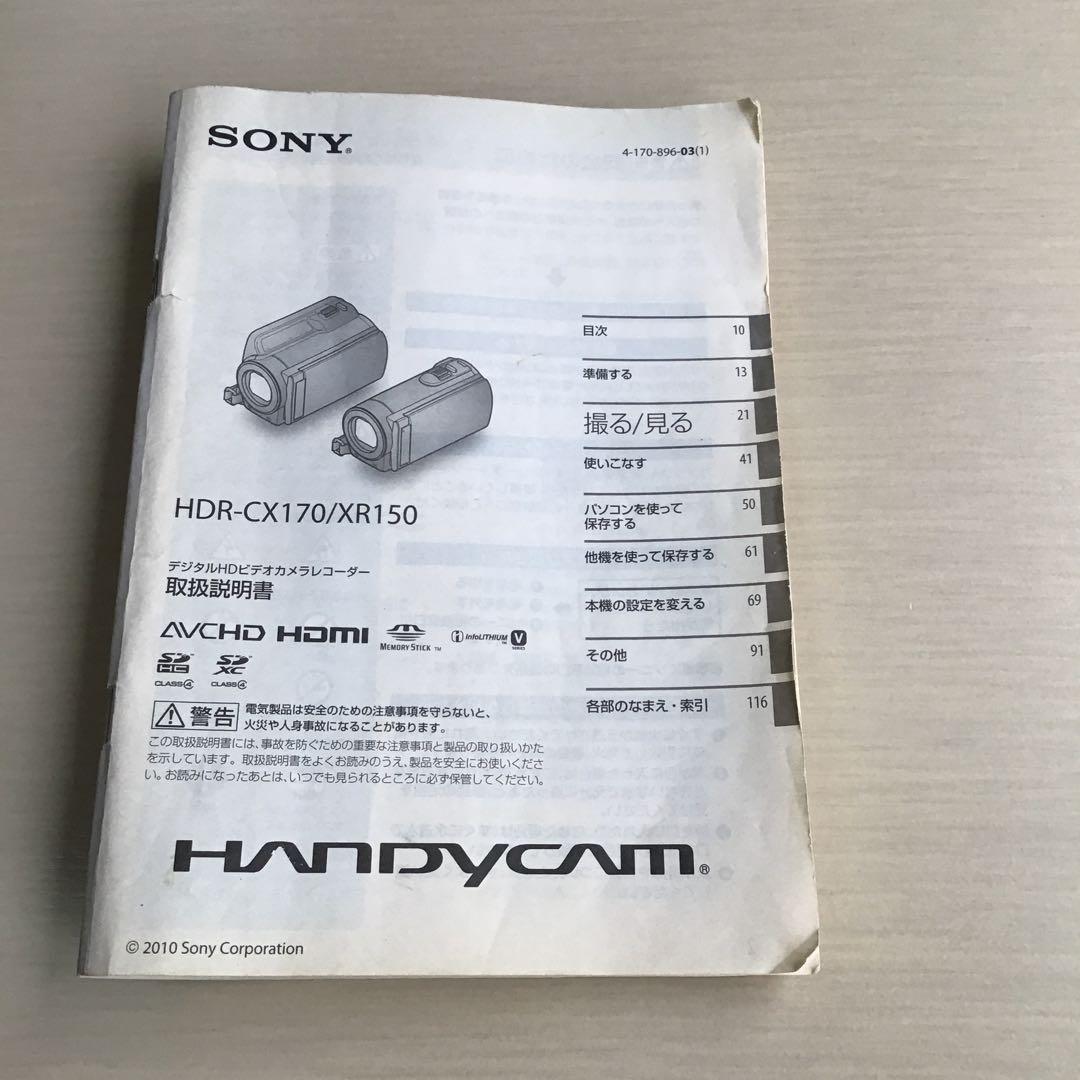 SONY®
4-170-896-03(1)
目次 10
準備する 13
撮る/見る 21
使いこなす 41
パソコンを使って 50
保存する
他機を使って保存する 61
本機の設定を変える 69
その他 91
各部のなまえ・索引 116
HDR-CX170/XR150
デジタルHDビデオカメラレコーダー
取扱説明書
AVCHD HDMI MEMORY STICK ™ InfoLITHIUM ™ V SERIES
SDHC CLASS4 SDXC CLASS4
警告 電気製品は安全のための注意事項を守らないと、
火災や人身事故になることがあります。
この取扱説明書には、事故を防ぐための重要な注意事項と製品の取り扱いかた
を示しています。取扱説明書をよくお読みのうえ、製品を安全にお使いくださ
い。お読みになったあとは、いつでも見られるところに必ず保管してください。
HANDYCAM®
© 2010 Sony Corporation